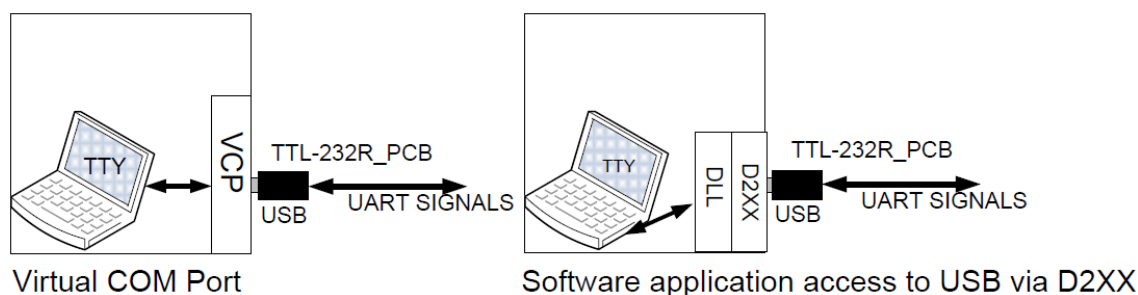 TTY
VCP
TTL-232R_PCB
USB
UART SIGNALS
Virtual COM Port
TTY
DLL
D2XX
TTL-232R_PCB
USB
UART SIGNALS
Software application access to USB via D2XX